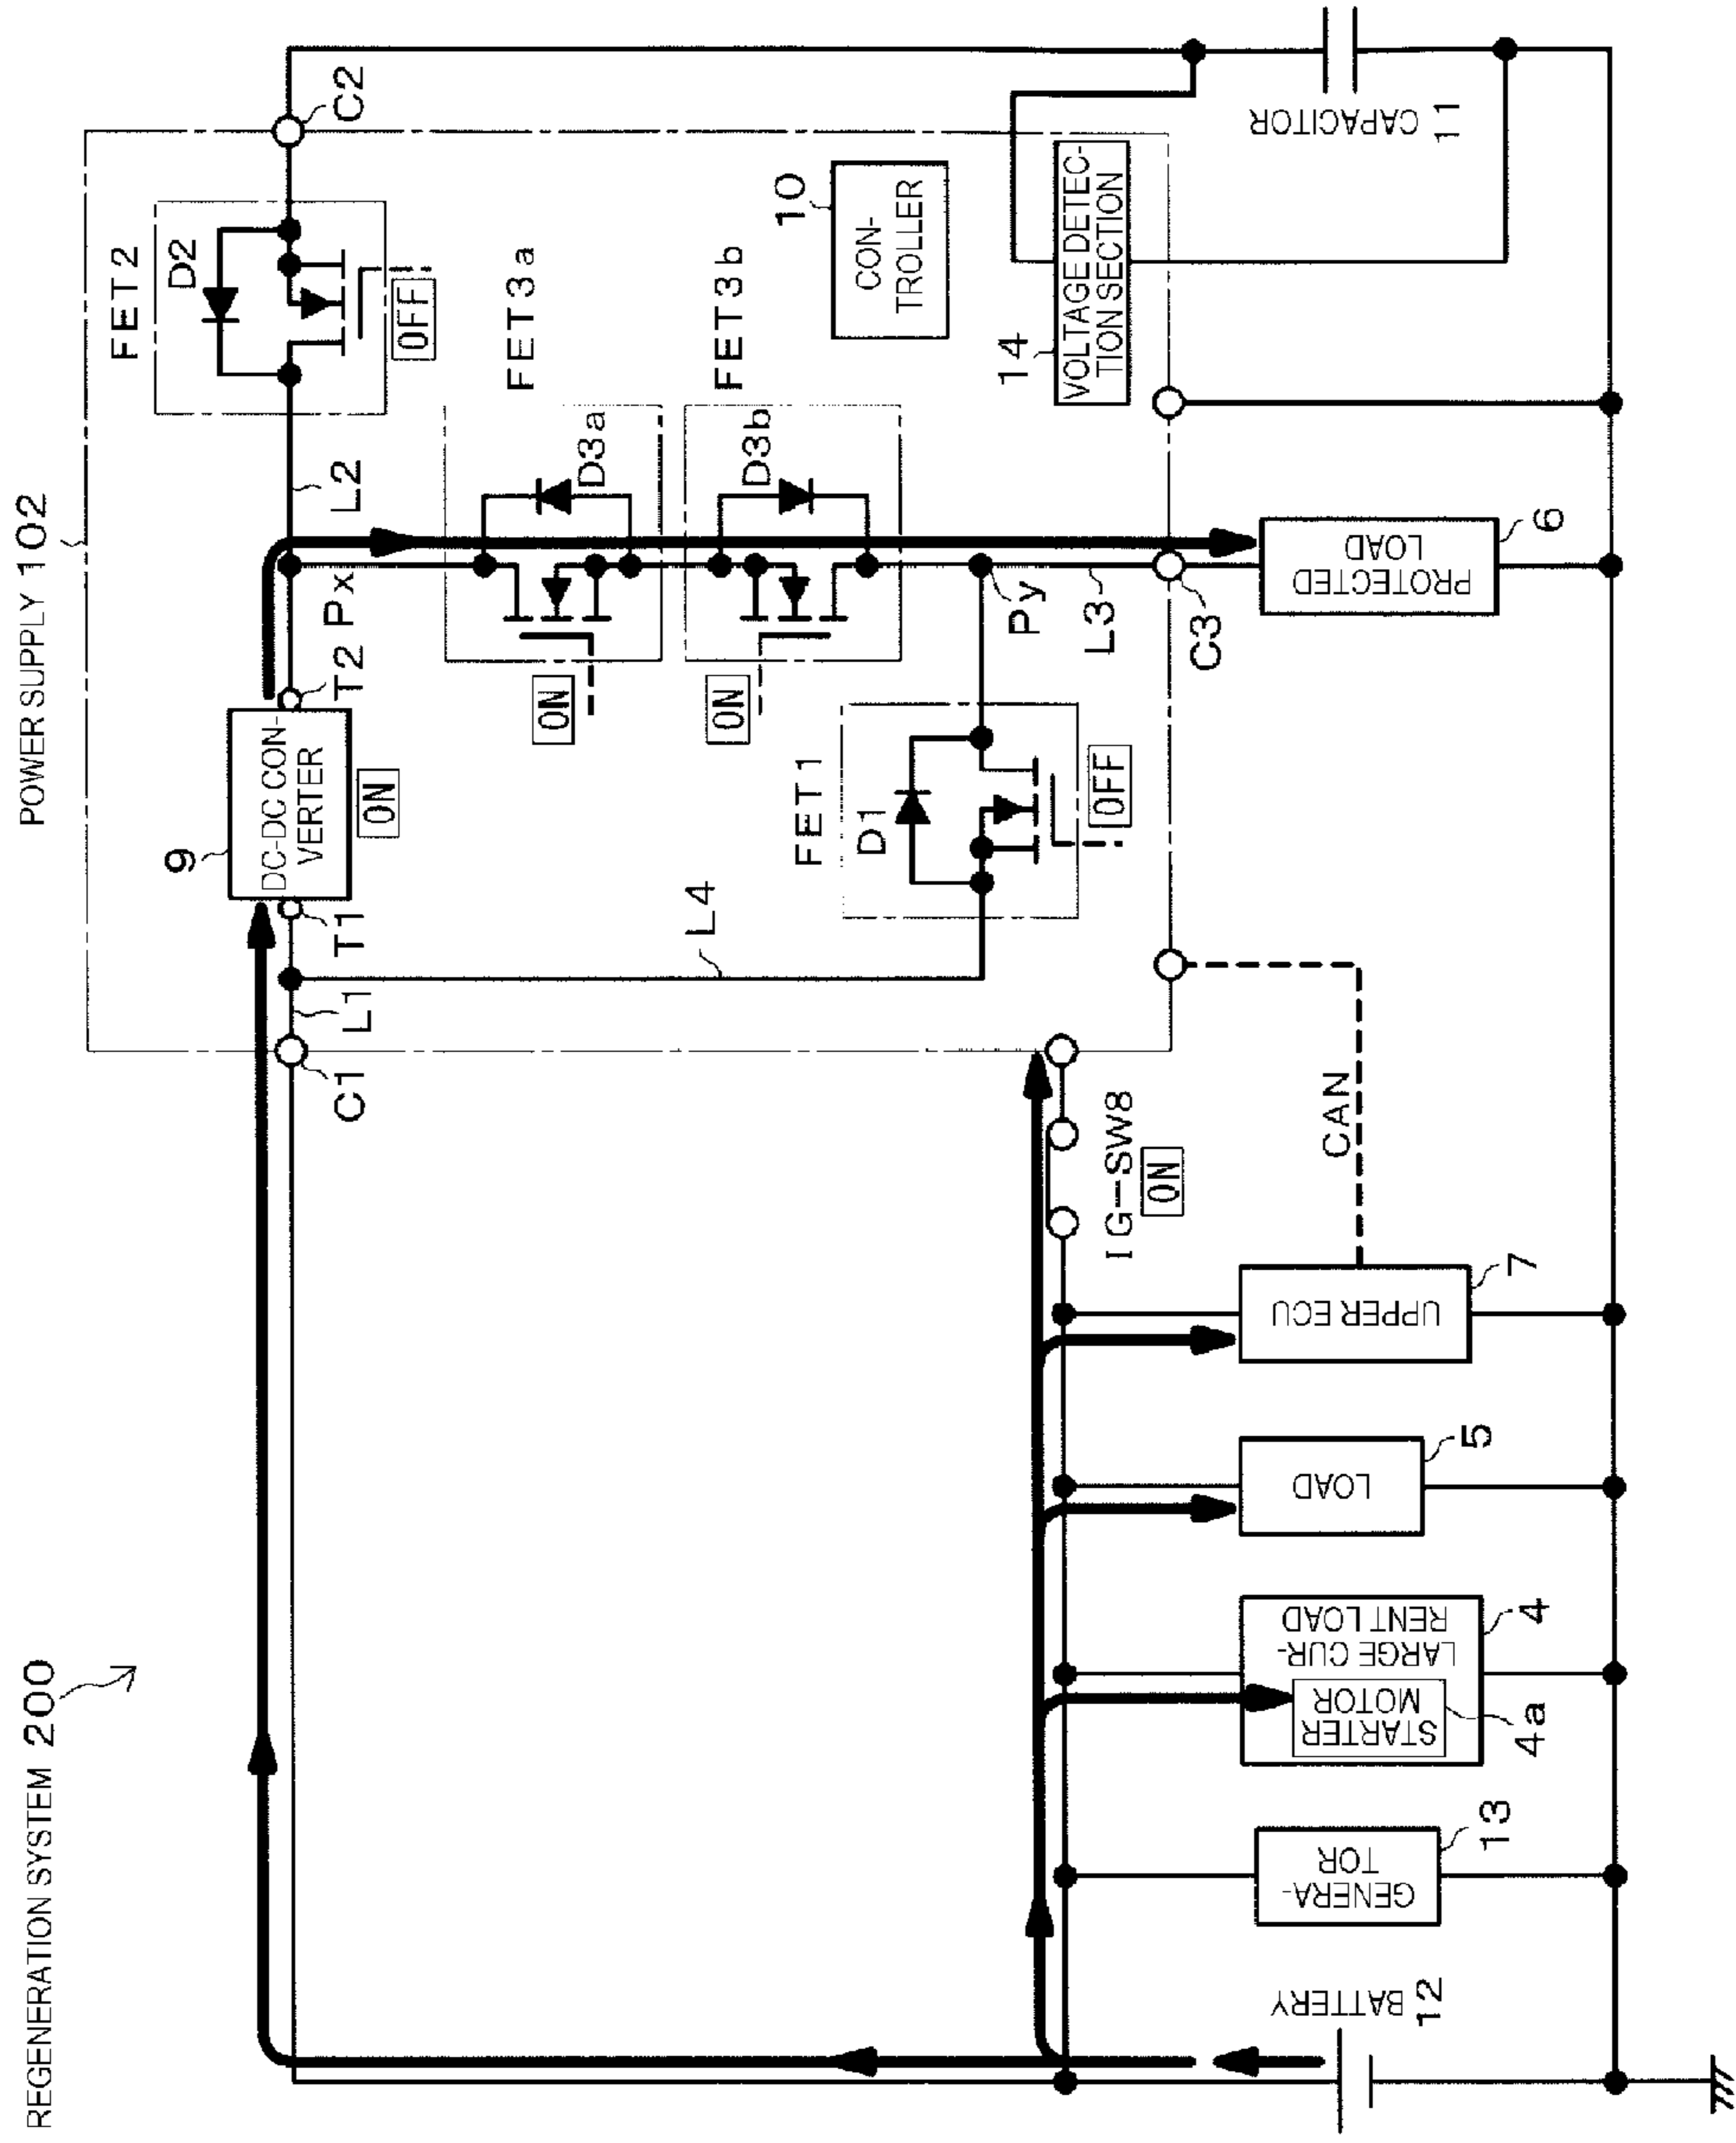 REGENERATION SYSTEM 200
POWER SUPPLY 102
C1
L1
T1
9
DC-DC CON-
VERTER
ON
T2
Px
L2
FET2
D2
OFF
C2
L4
FET3a
D3a
ON
FET3b
D3b
ON
10
CON-
TROLLER
FET1
D1
OFF
Py
L3
C3
14
VOLTAGE DETEC-
TION SECTION
CAPACITOR
11
IG-SW8
ON
CAN
BATTERY
12
GENERA-
TOR
13
LARGE CUR-
RENT LOAD
4
STARTER
MOTOR
4a
LOAD
5
UPPER ECU
7
PROTECTED
LOAD
6